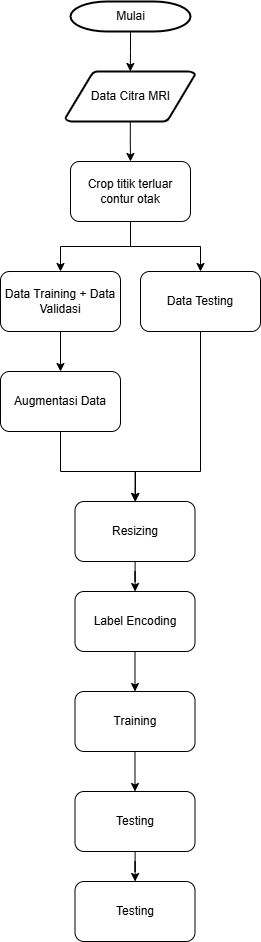 Mulai
Data Citra MRI
Crop titik terluar
contur otak
Data Training + Data
Validasi
Data Testing
Augmentasi Data
Resizing
Label Encoding
Training
Testing
Testing